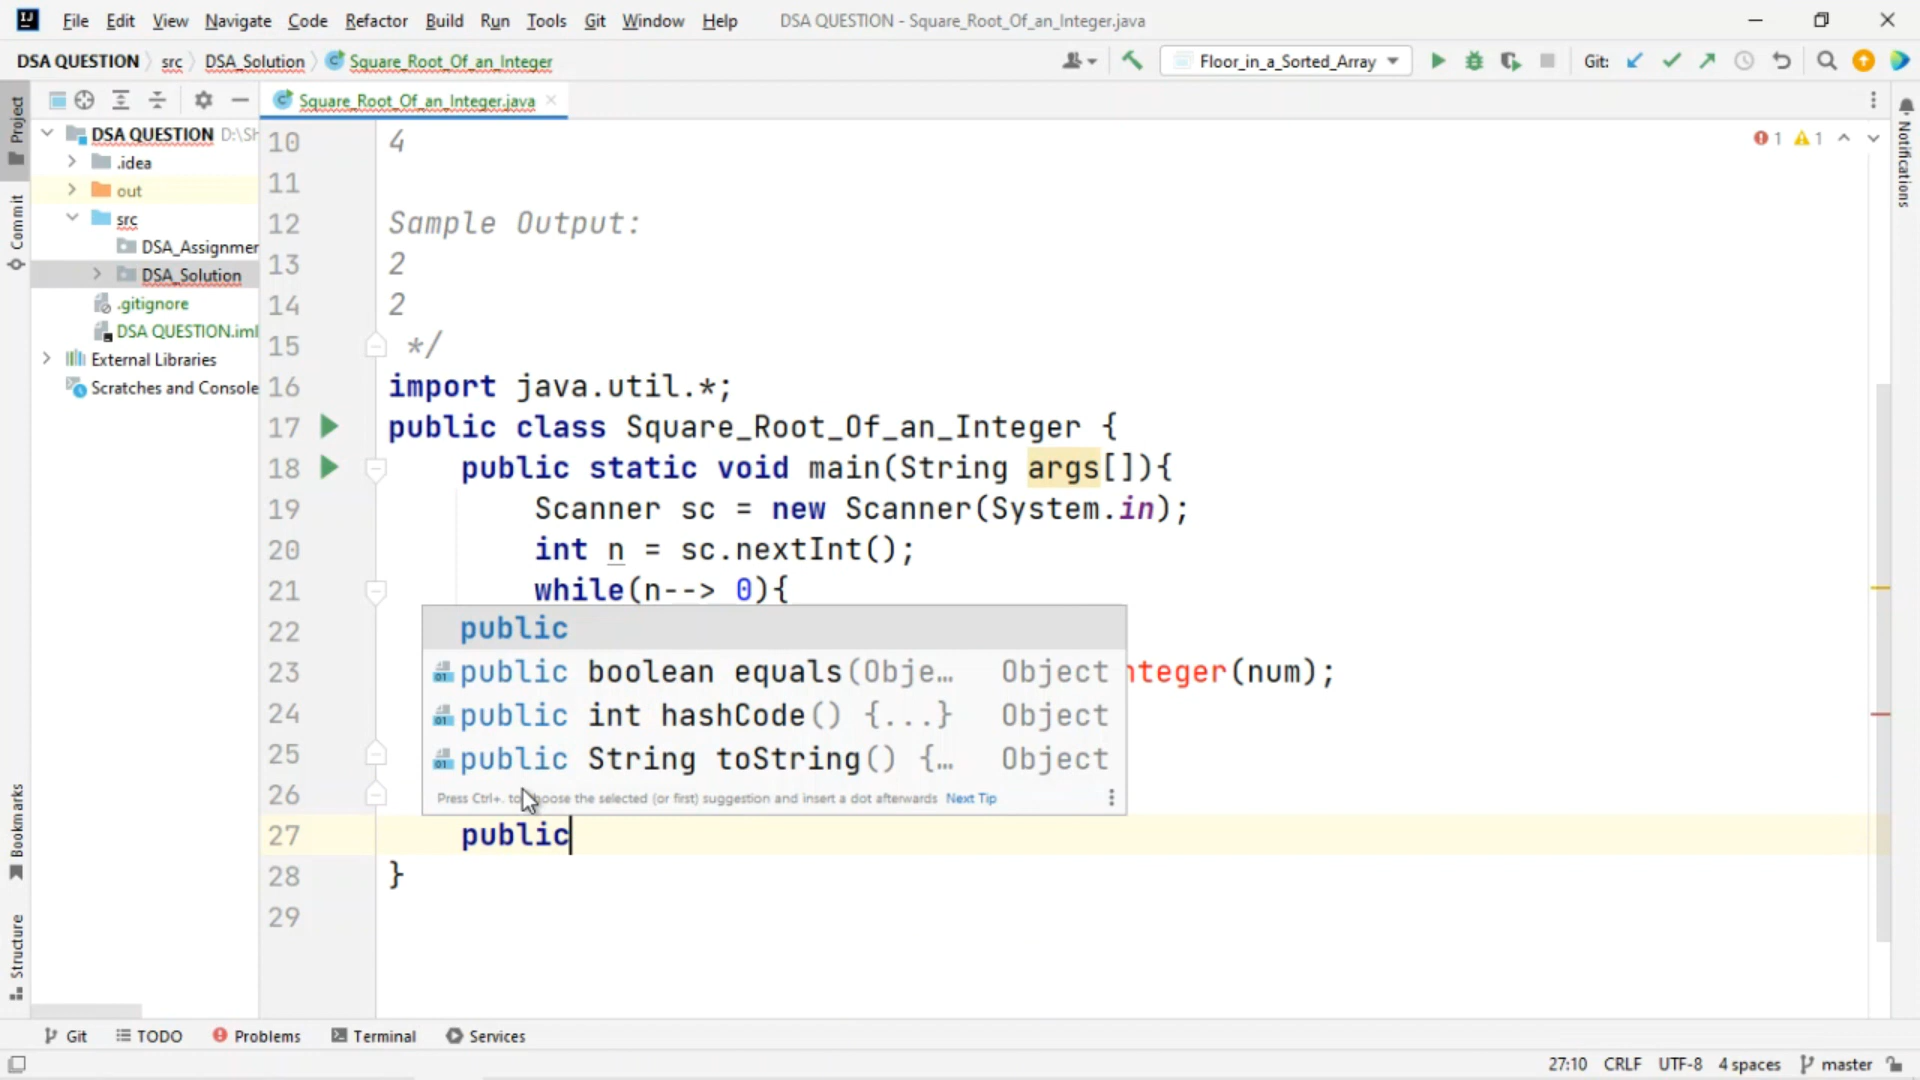 File Edit View Navigate Code Refactor Build Run Tools Git Window Help DSA QUESTION - Square_Root_Of_an_Integer.java
DSA QUESTION src DSA_Solution Square_Root_Of_an_Integer Floor_in_a_Sorted_Array Git:
Square_Root_Of_an_Integer.java
Project
Commit
Bookmarks
Structure
DSA QUESTION D:\Sh
.idea
out
src
DSA_Assignmer
DSA_Solution
.gitignore
DSA QUESTION.iml
External Libraries
Scratches and Console
1 1
Notifications
10 4
11
12 Sample Output:
13 2
14 2
15 */
16 import java.util.*;
17 public class Square_Root_Of_an_Integer {
18 public static void main(String args[]){
19 Scanner sc = new Scanner(System.in);
20 int n = sc.nextInt();
21 while(n--> 0){
22 public
23 public boolean equals(Obje… Object nteger(num);
24 public int hashCode() {...} Object
25 public String toString() {… Object
26 Press Ctrl+. to choose the selected (or first) suggestion and insert a dot afterwards Next Tip
27 public
28 }
29
Git TODO Problems Terminal Services
27:10 CRLF UTF-8 4 spaces master